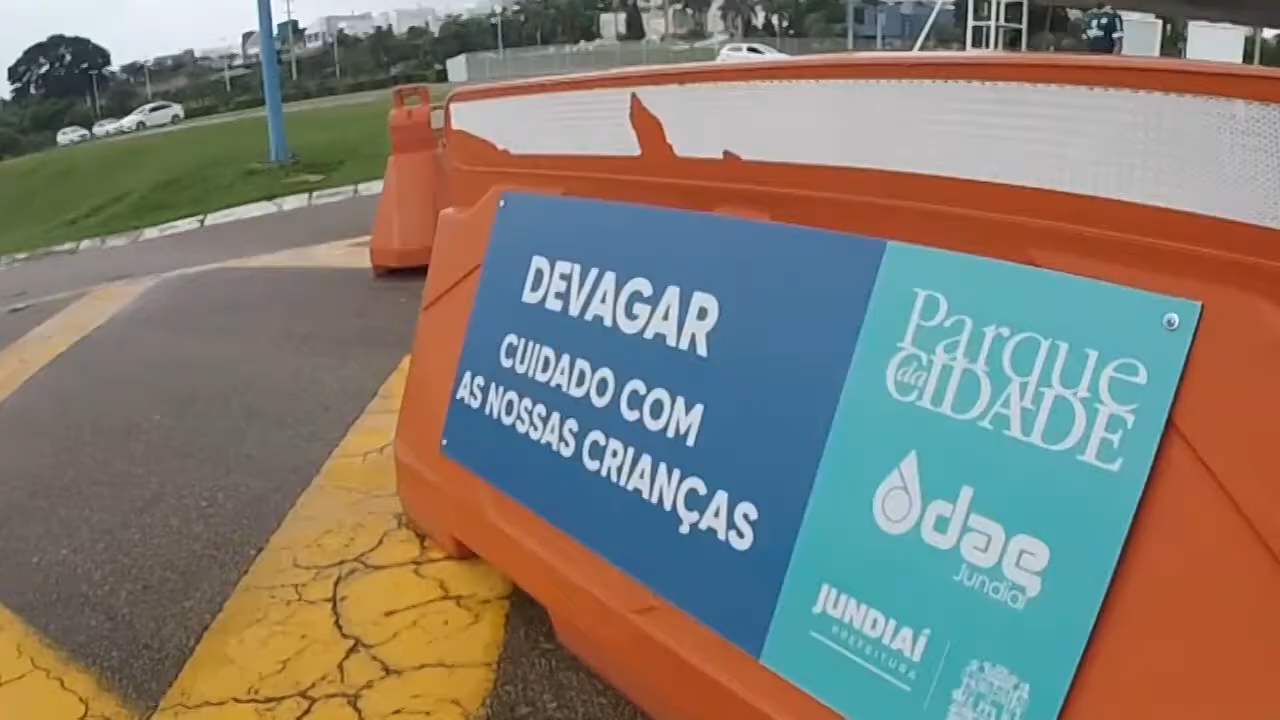 DEVAGAR
CUIDADO COM
AS NOSSAS CRIANÇAS
Parque
da CIDADE
dae
Jundiaí
JUNDIAÍ
PREFEITURA